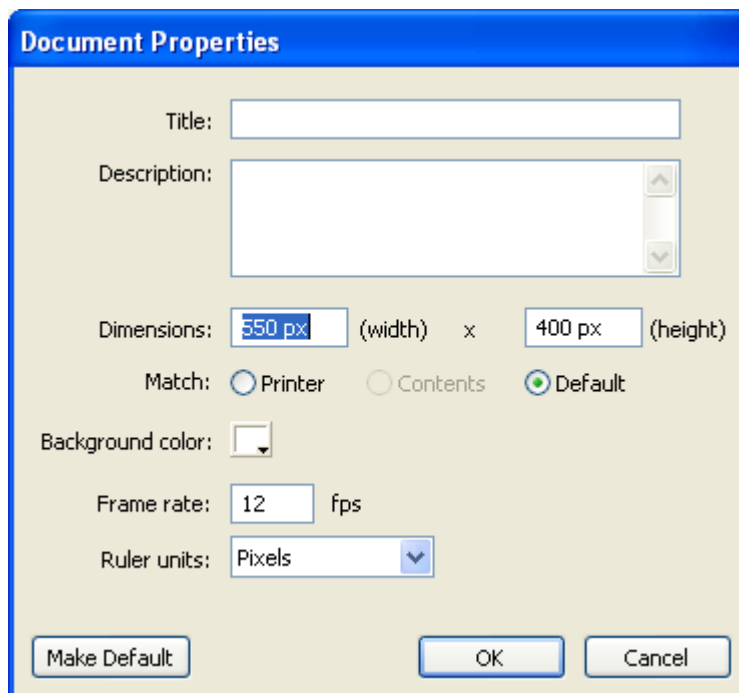 Document Properties
Title:
Description:
Dimensions: 550 px (width) x 400 px (height)
Match: Printer Contents Default
Background color:
Frame rate: 12 fps
Ruler units: Pixels
Make Default OK Cancel